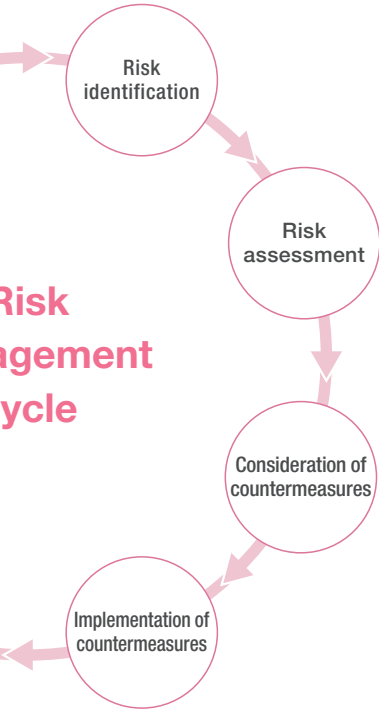 Risk
identification
Risk
assessment
Risk
agement
ycle
Consideration of
countermeasures
Implementation of
countermeasures